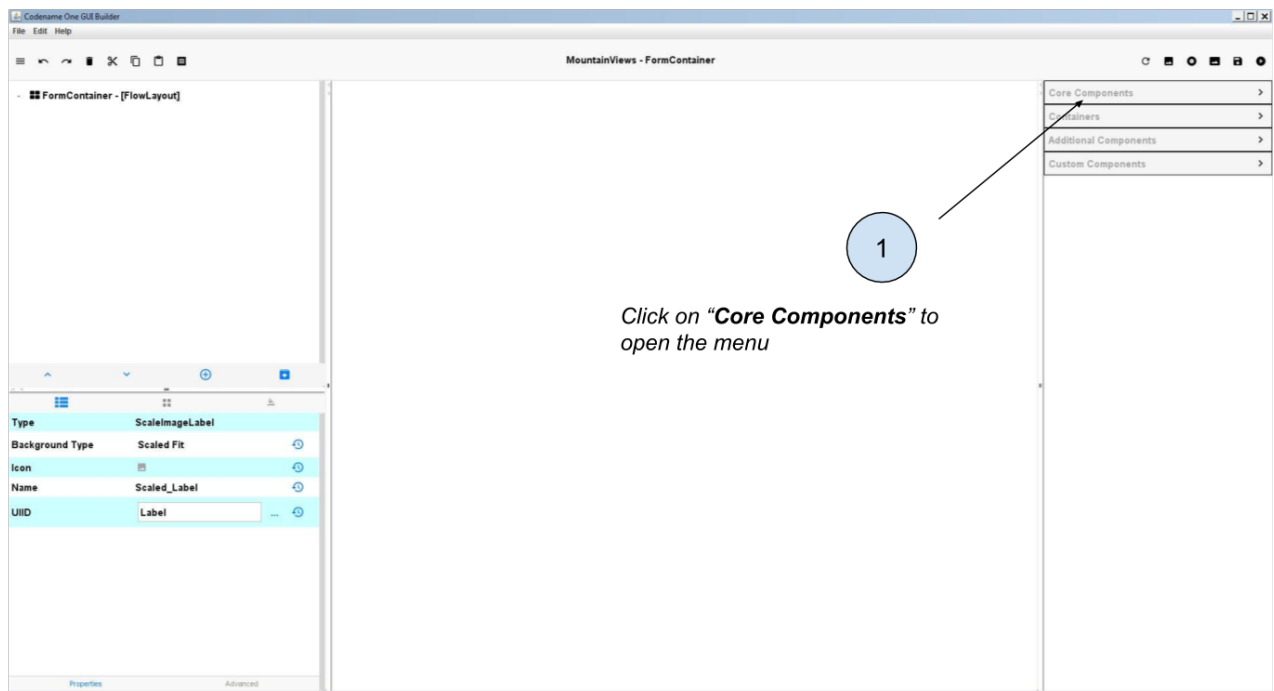 Codename One GUI Builder
File Edit Help
MountainViews - FormContainer
FormContainer - [FlowLayout]
Core Components
Containers
Additional Components
Custom Components
1
Click on “Core Components” to
open the menu
Type ScaleImageLabel
Background Type Scaled Fit
Icon
Name Scaled_Label
UIID Label ...
Properties Advanced